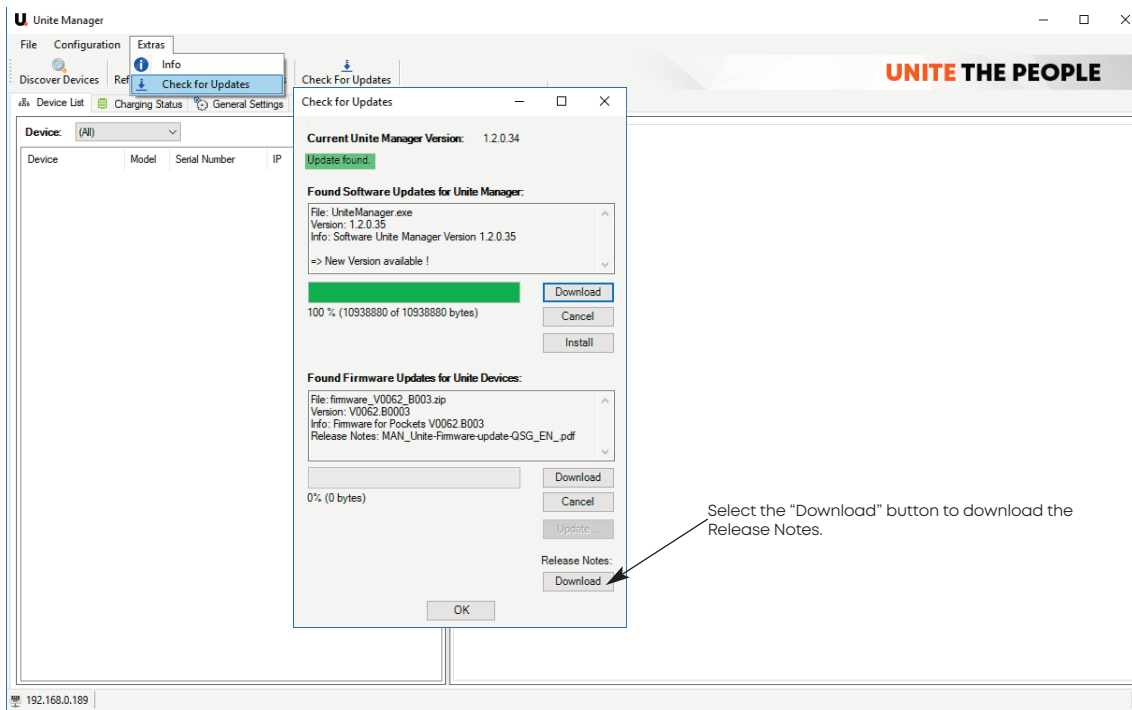 U Unite Manager
File Configuration Extras
Info
Check for Updates
Discover Devices Ref Check For Updates
UNITE THE PEOPLE
Device List Charging Status General Settings
Device: (All)
Device Model Serial Number IP
Check for Updates
Current Unite Manager Version: 1.2.0.34
Update found.
Found Software Updates for Unite Manager:
File: UniteManager.exe
Version: 1.2.0.35
Info: Software Unite Manager Version 1.2.0.35
=> New Version available !
Download
100 % (10938880 of 10938880 bytes)
Cancel
Install
Found Firmware Updates for Unite Devices:
File: firmware_V0062_B003.zip
Version: V0062.B0003
Info: Firmware for Pockets V0062.B003
Release Notes: MAN_Unite-Firmware-update-QSG_EN_.pdf
Download
0% (0 bytes)
Cancel
Update ...
Release Notes:
Download
OK
Select the “Download” button to download the
Release Notes.
192.168.0.189